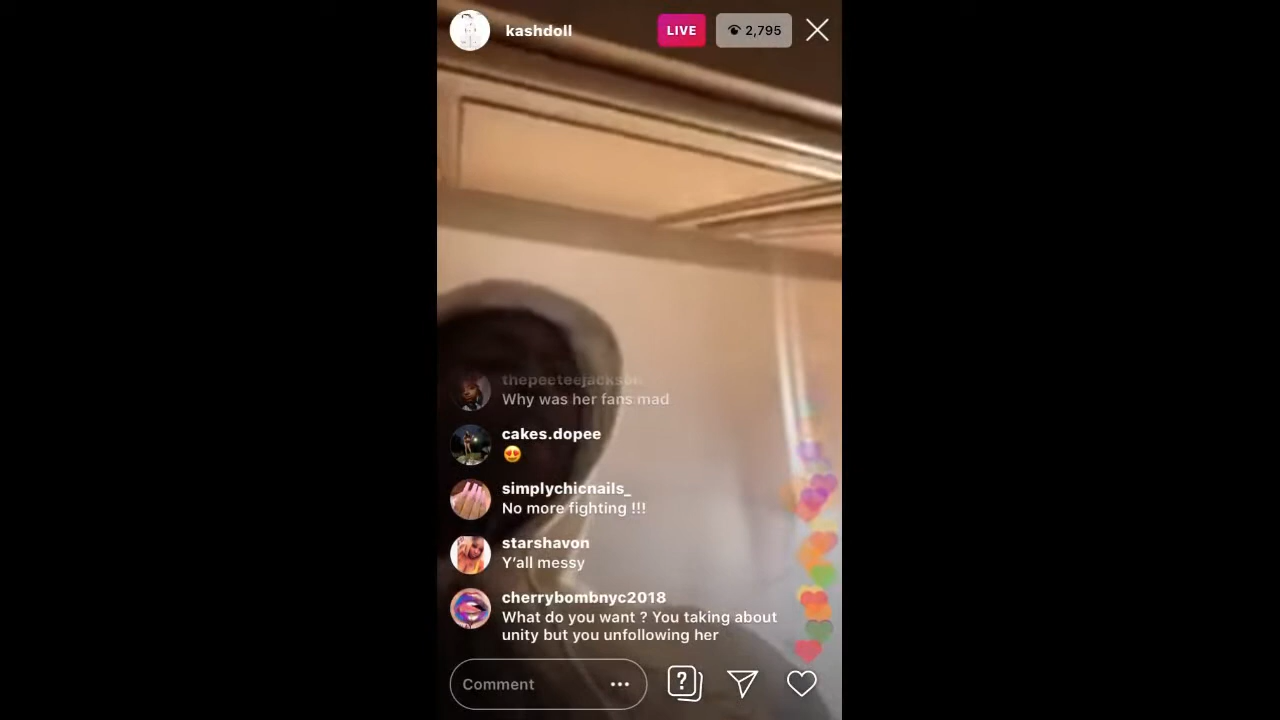 kashdoll
LIVE
2,795
thepeeteejackson
Why was her fans mad
cakes.dopee
simplychicnails_
No more fighting !!!
starshavon
Y'all messy
cherrybombnyc2018
What do you want ? You taking about
unity but you unfollowing her
Comment
?